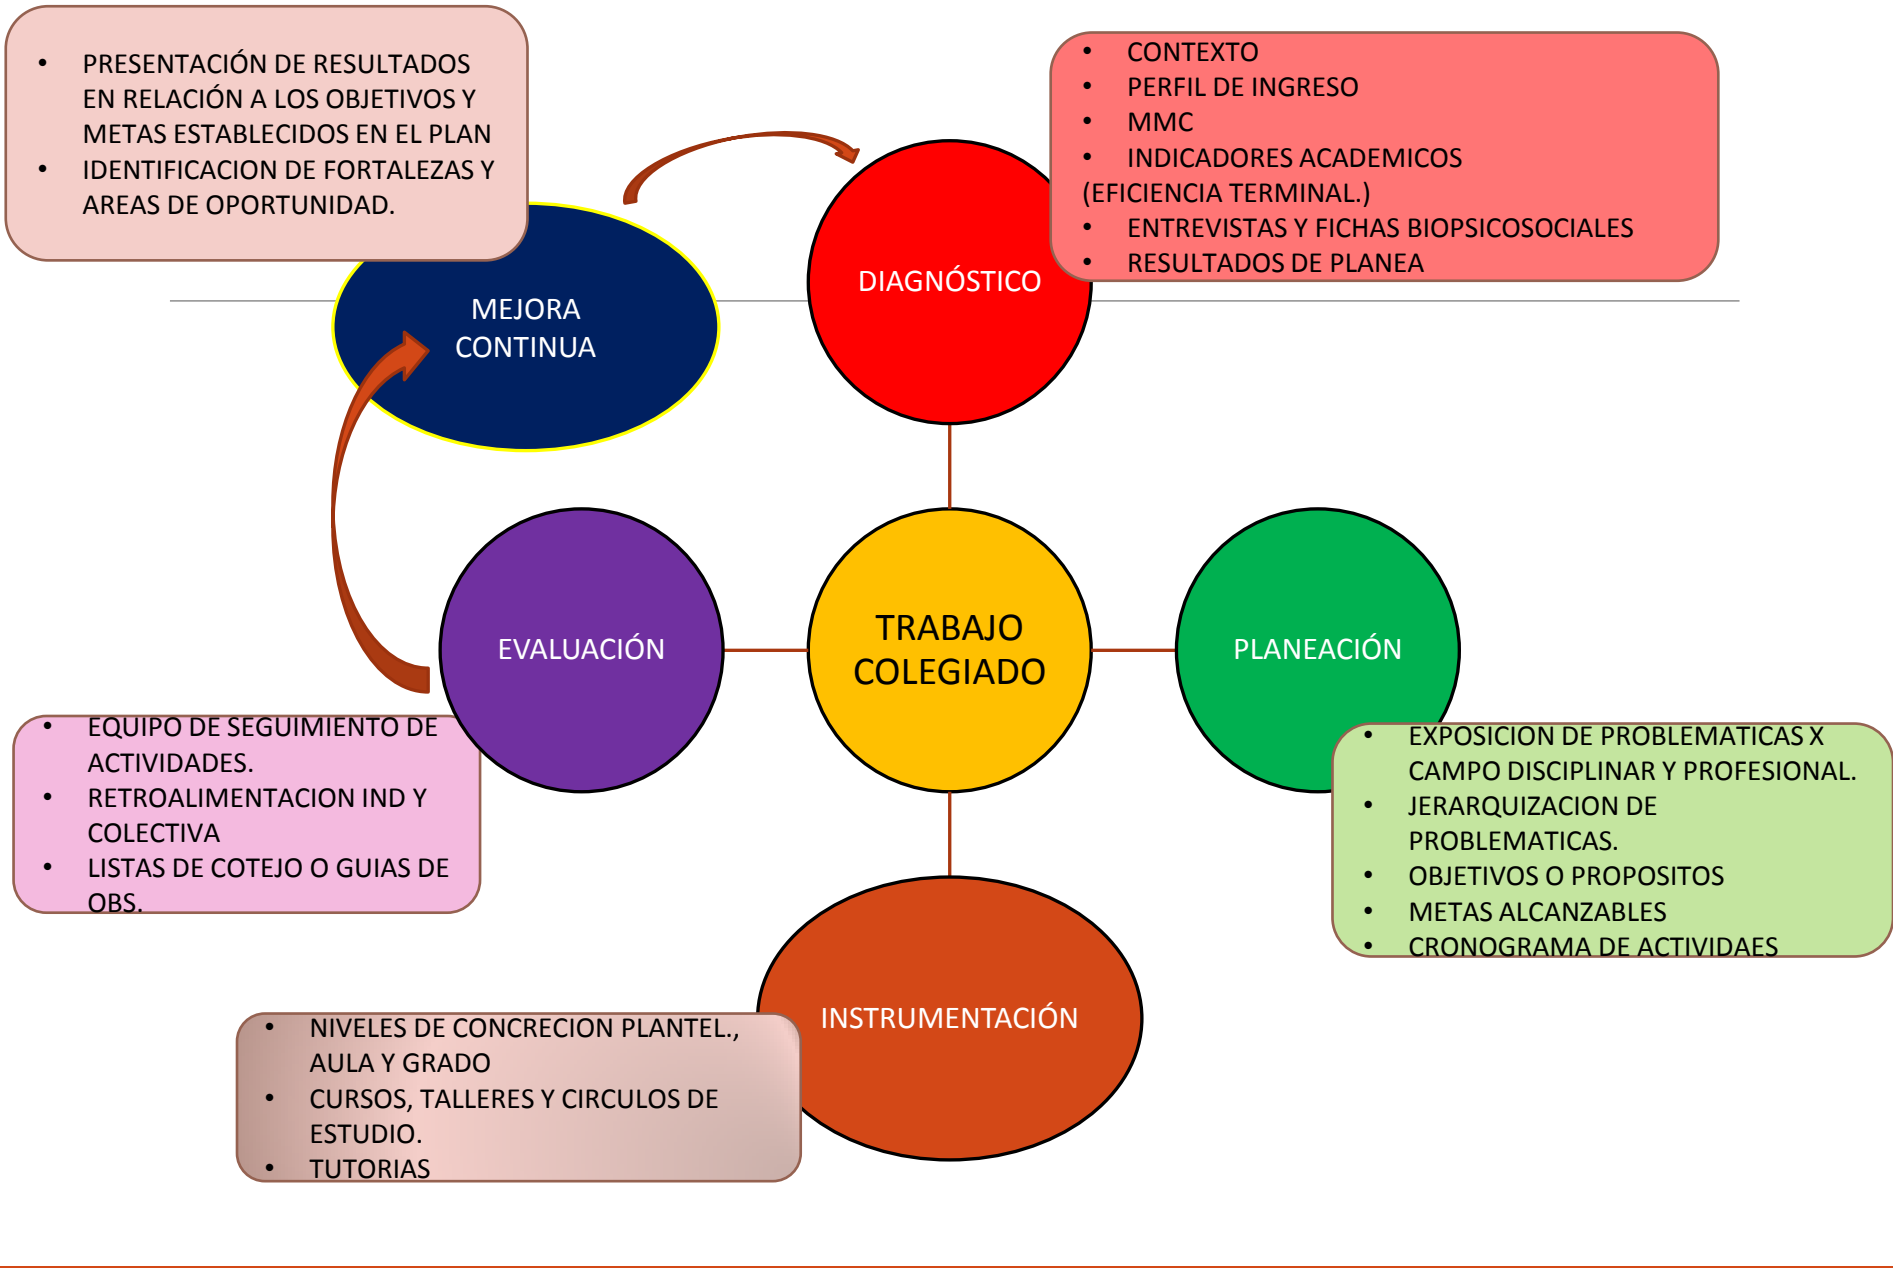 • PRESENTACIÓN DE RESULTADOS
EN RELACIÓN A LOS OBJETIVOS Y
METAS ESTABLECIDOS EN EL PLAN
• IDENTIFICACION DE FORTALEZAS Y
AREAS DE OPORTUNIDAD.
• CONTEXTO
• PERFIL DE INGRESO
• MMC
• INDICADORES ACADEMICOS
(EFICIENCIA TERMINAL.)
• ENTREVISTAS Y FICHAS BIOPSICOSOCIALES
• RESULTADOS DE PLANEA
MEJORA
CONTINUA
DIAGNÓSTICO
EVALUACIÓN
TRABAJO
COLEGIADO
PLANEACIÓN
• EQUIPO DE SEGUIMIENTO DE
ACTIVIDADES.
• RETROALIMENTACION IND Y
COLECTIVA
• LISTAS DE COTEJO O GUIAS DE
OBS.
• EXPOSICION DE PROBLEMATICAS X
CAMPO DISCIPLINAR Y PROFESIONAL.
• JERARQUIZACION DE
PROBLEMATICAS.
• OBJETIVOS O PROPOSITOS
• METAS ALCANZABLES
• CRONOGRAMA DE ACTIVIDAES
INSTRUMENTACIÓN
• NIVELES DE CONCRECION PLANTEL.,
AULA Y GRADO
• CURSOS, TALLERES Y CIRCULOS DE
ESTUDIO.
• TUTORIAS